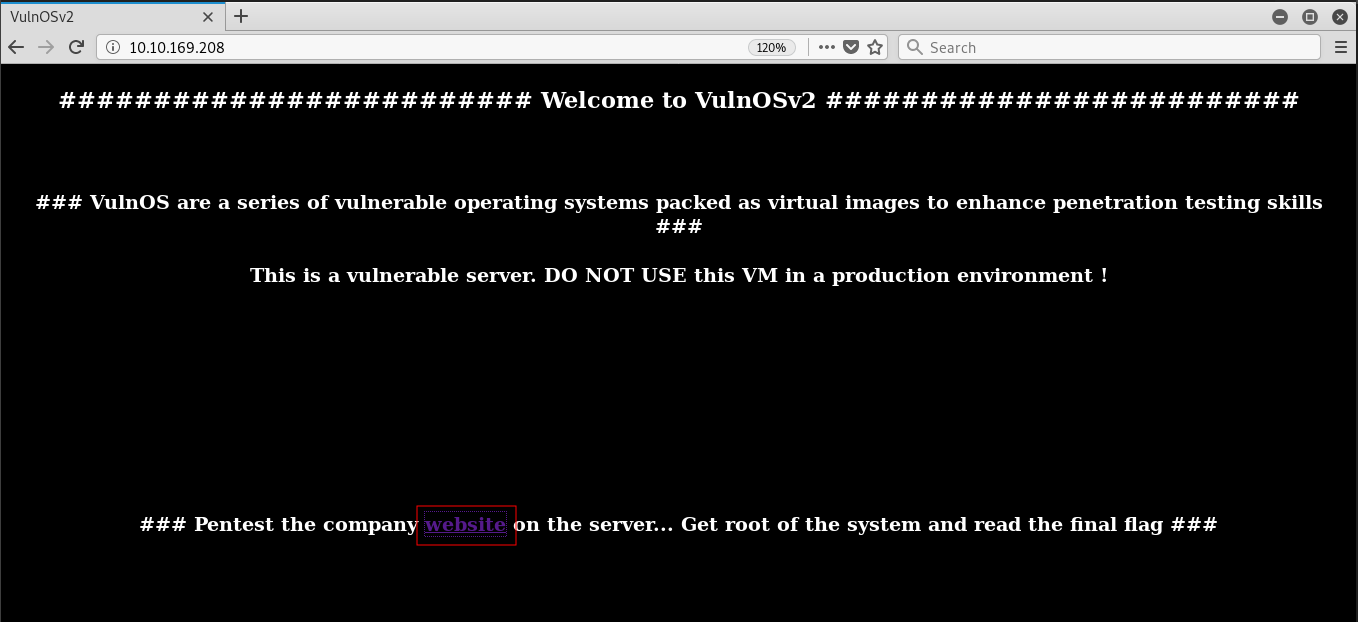 VulnOSv2
10.10.169.208
120%
Search
######################### Welcome to VulnOSv2 #########################
### VulnOS are a series of vulnerable operating systems packed as virtual images to enhance penetration testing skills
###
This is a vulnerable server. DO NOT USE this VM in a production environment !
### Pentest the company website on the server... Get root of the system and read the final flag ###